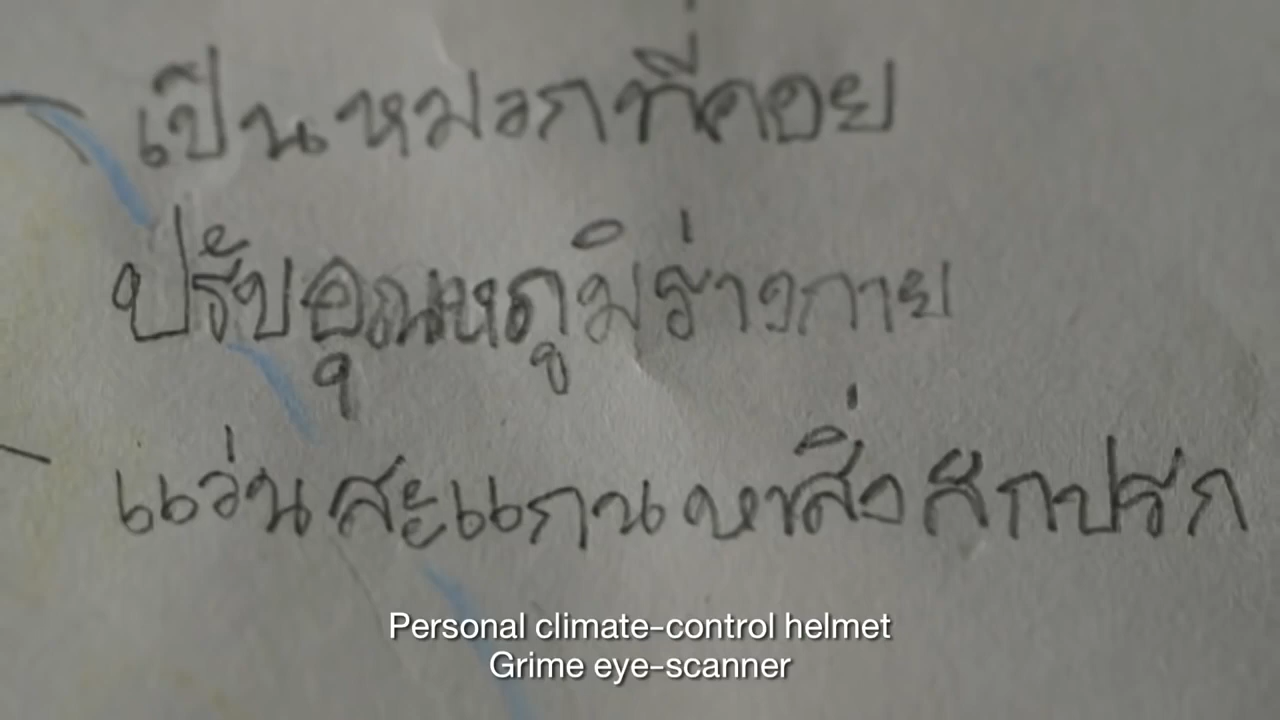 เป็นหมวกที่คอย
ปรับอุณหภูมิร่างกาย
แว่นสะแกนหาสิ่งสกปรก
Personal climate-control helmet
Grime eye-scanner